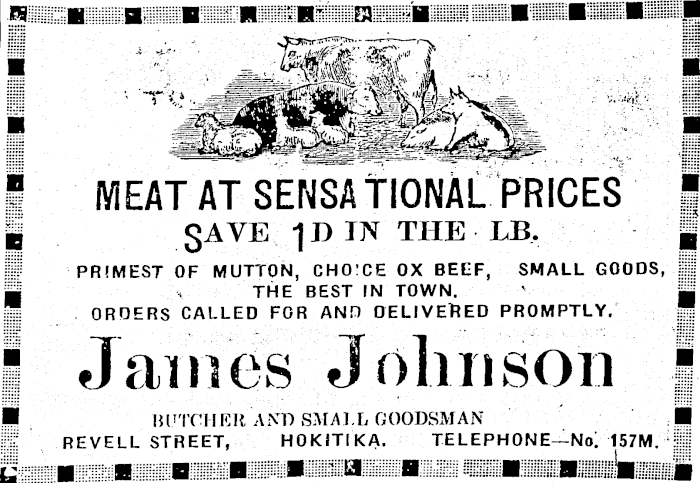 MEAT AT SENSATIONAL PRICES
SAVE 1D IN THE LB.
PRIMEST OF MUTTON, CHOICE OX BEEF, SMALL GOODS,
THE BEST IN TOWN.
ORDERS CALLED FOR AND DELIVERED PROMPTLY.
James Johnson
BUTCHER AND SMALL GOODSMAN
REVELL STREET, HOKITIKA. TELEPHONE—No. 157M.